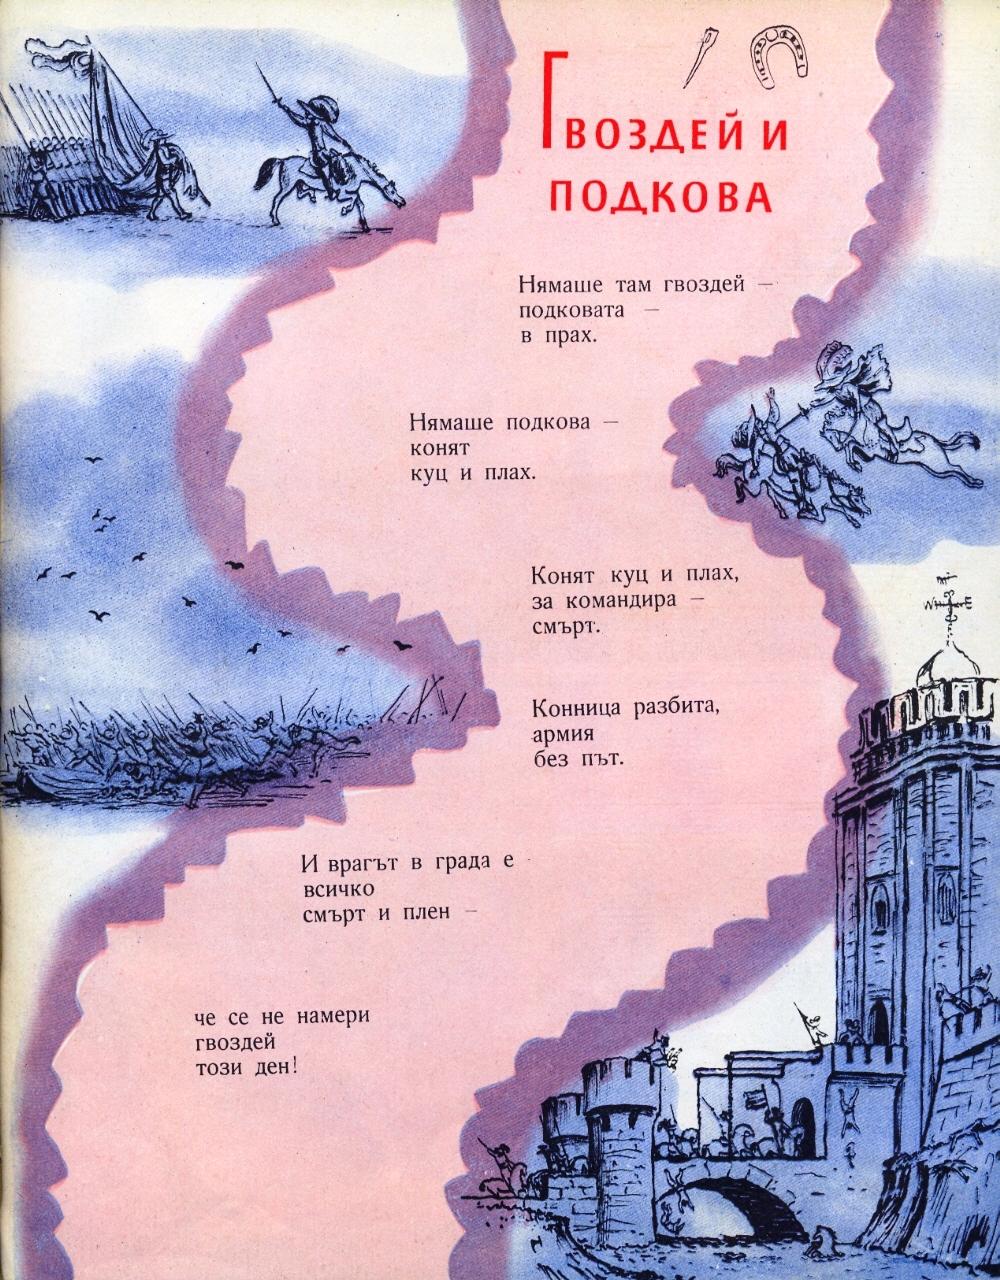 Гвоздей и
подкова
Нямаше там гвоздей —
подковата —
в прах.
Нямаше подкова —
конят
куц и плах.
Конят куц и плах,
за командира —
смърт.
Конница разбита,
армия
без път.
И врагът в града е
всичко
смърт и плен —
че се не намери
гвоздей
този ден!